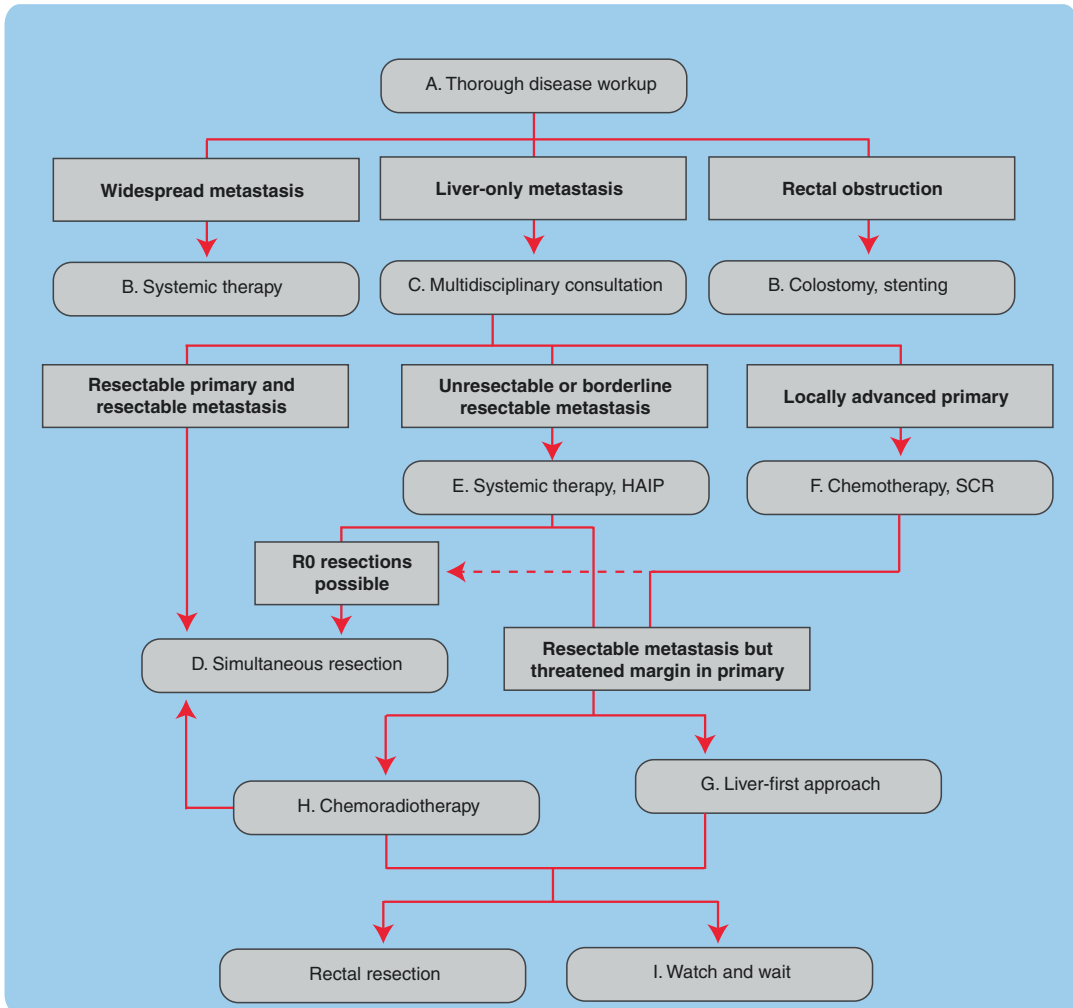 A. Thorough disease workup
Widespread metastasis
Liver-only metastasis
Rectal obstruction
B. Systemic therapy
C. Multidisciplinary consultation
B. Colostomy, stenting
Resectable primary and
resectable metastasis
Unresectable or borderline
resectable metastasis
Locally advanced primary
E. Systemic therapy, HAIP
F. Chemotherapy, SCR
R0 resections
possible
D. Simultaneous resection
Resectable metastasis but
threatened margin in primary
H. Chemoradiotherapy
G. Liver-first approach
Rectal resection
I. Watch and wait